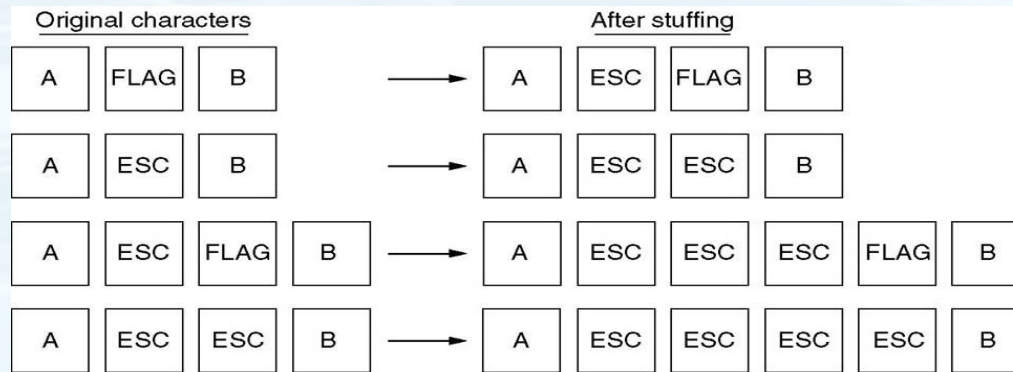 Original characters After stuffing
A FLAG B A ESC FLAG B
A ESC B A ESC ESC B
A ESC FLAG B A ESC ESC ESC FLAG B
A ESC ESC B A ESC ESC ESC ESC B